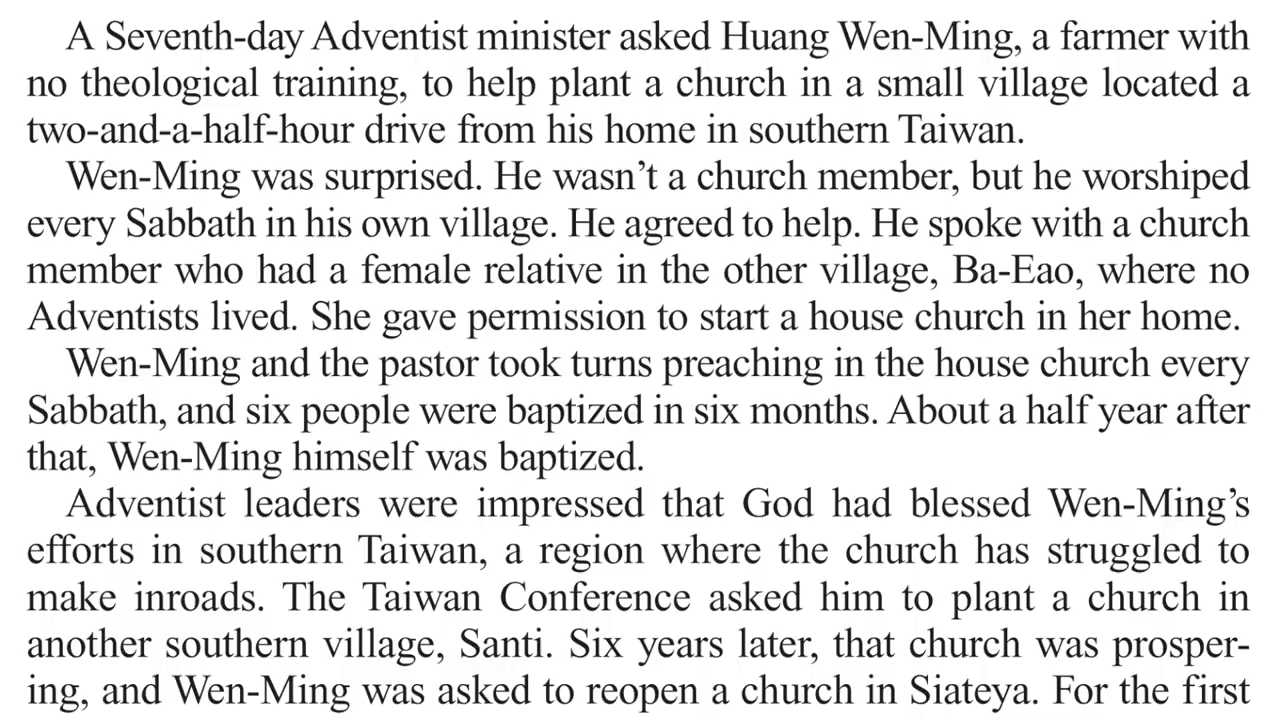 A Seventh-day Adventist minister asked Huang Wen-Ming, a farmer with
no theological training, to help plant a church in a small village located a
two-and-a-half-hour drive from his home in southern Taiwan.
Wen-Ming was surprised. He wasn’t a church member, but he worshiped
every Sabbath in his own village. He agreed to help. He spoke with a church
member who had a female relative in the other village, Ba-Eao, where no
Adventists lived. She gave permission to start a house church in her home.
Wen-Ming and the pastor took turns preaching in the house church every
Sabbath, and six people were baptized in six months. About a half year after
that, Wen-Ming himself was baptized.
Adventist leaders were impressed that God had blessed Wen-Ming’s
efforts in southern Taiwan, a region where the church has struggled to
make inroads. The Taiwan Conference asked him to plant a church in
another southern village, Santi. Six years later, that church was prosper-
ing, and Wen-Ming was asked to reopen a church in Siateya. For the first